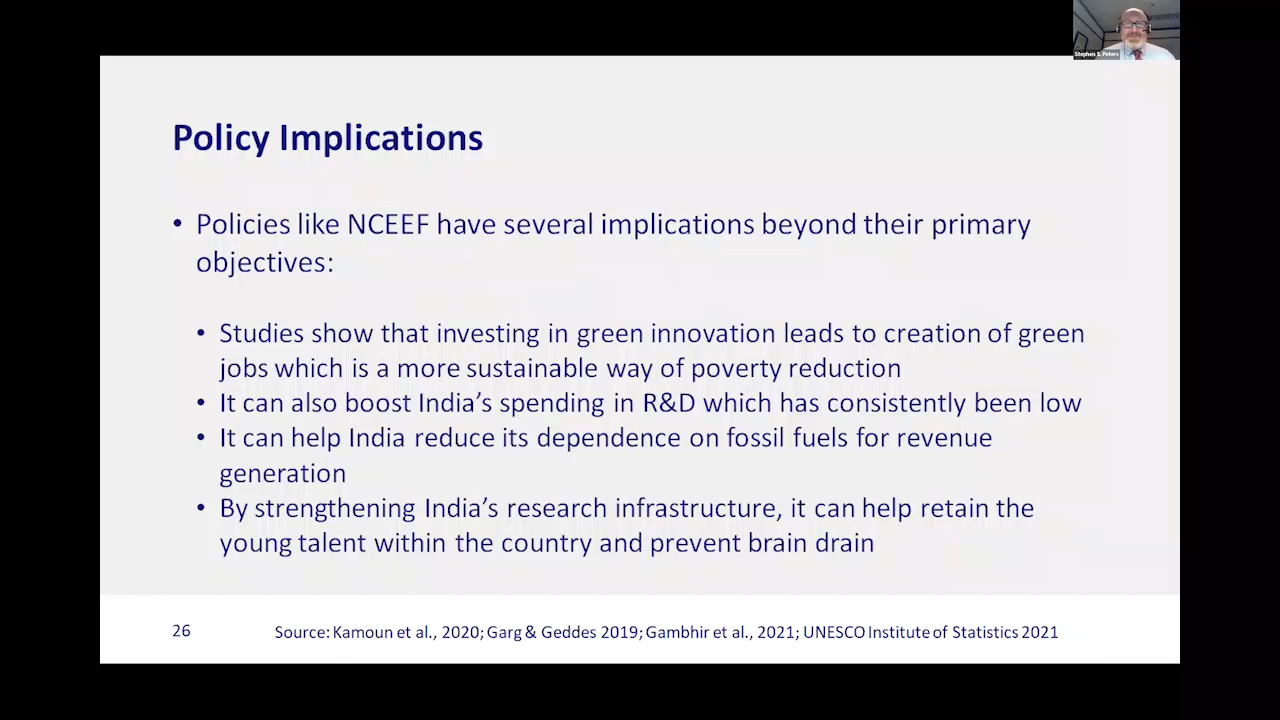 Stephen S. Peters
Policy Implications
• Policies like NCEEF have several implications beyond their primary
objectives:
• Studies show that investing in green innovation leads to creation of green
jobs which is a more sustainable way of poverty reduction
• It can also boost India’s spending in R&D which has consistently been low
• It can help India reduce its dependence on fossil fuels for revenue
generation
• By strengthening India’s research infrastructure, it can help retain the
young talent within the country and prevent brain drain
26
Source: Kamoun et al., 2020; Garg & Geddes 2019; Gambhir et al., 2021; UNESCO Institute of Statistics 2021